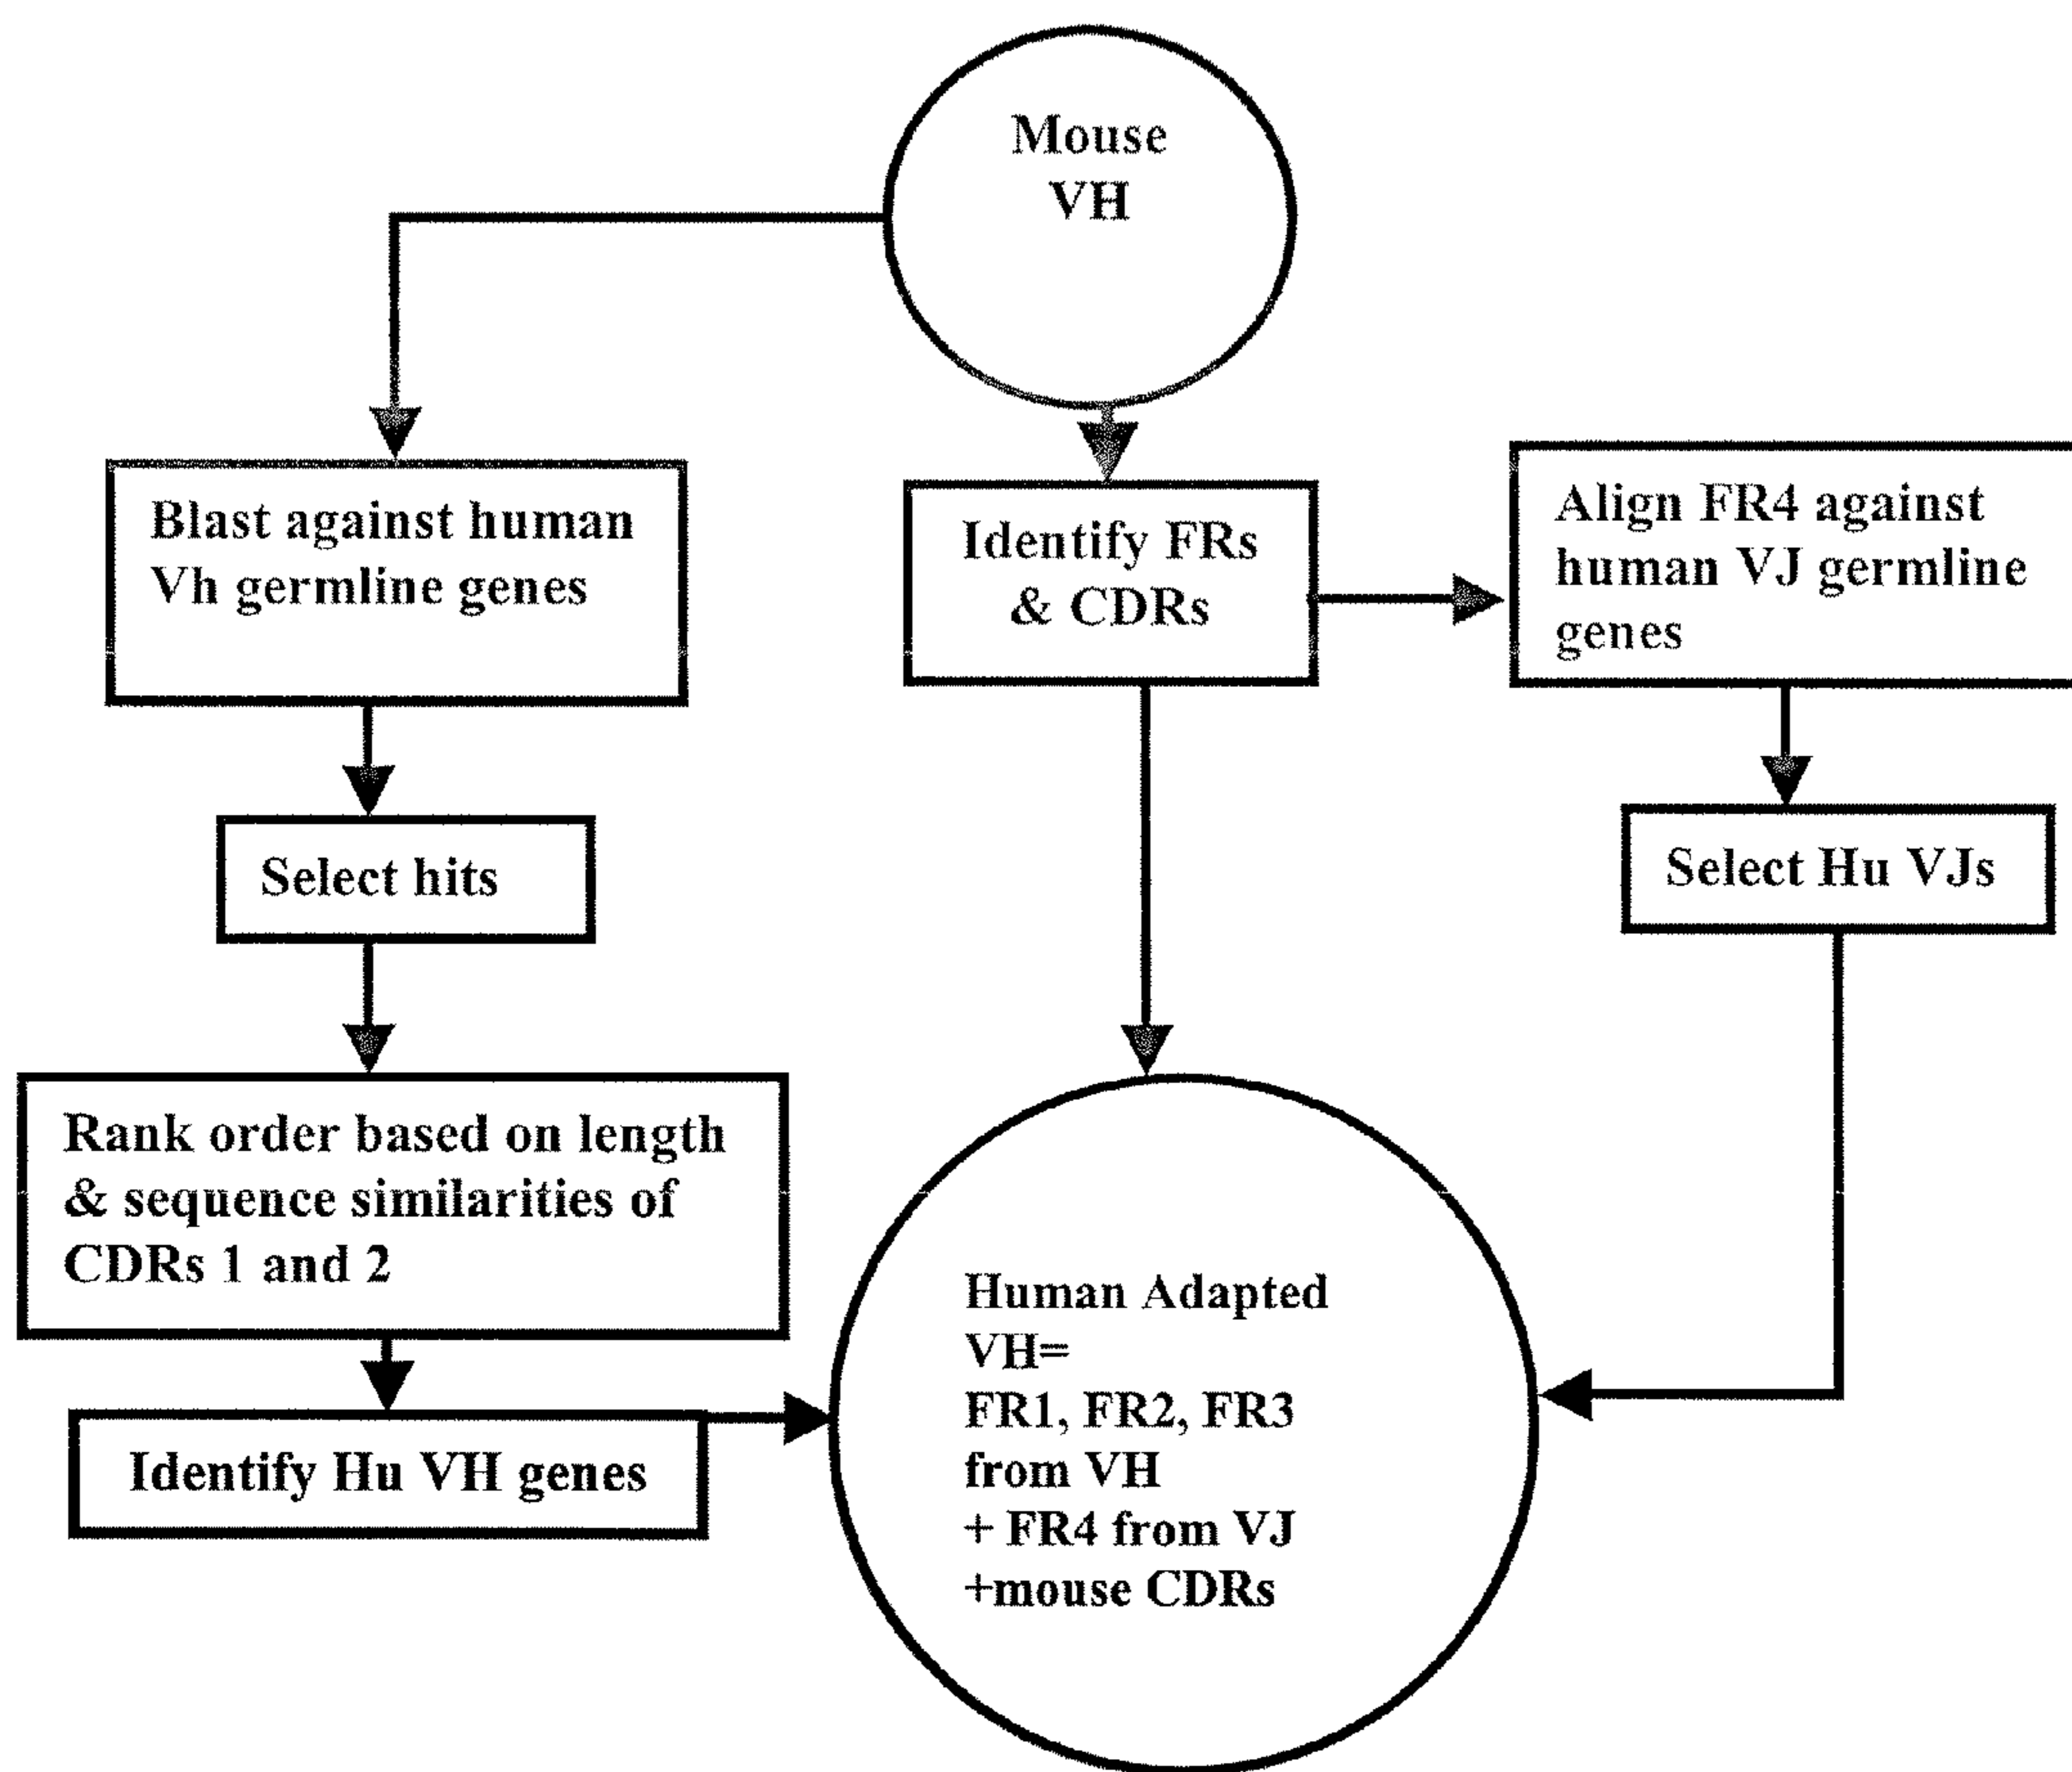 Mouse
VH
Blast against human
Vh germline genes
Identify FRs
& CDRs
Align FR4 against
human VJ germline
genes
Select hits
Select Hu VJs
Rank order based on length
& sequence similarities of
CDRs 1 and 2
Identify Hu VH genes
Human Adapted
VH=
FR1, FR2, FR3
from VH
+ FR4 from VJ
+mouse CDRs